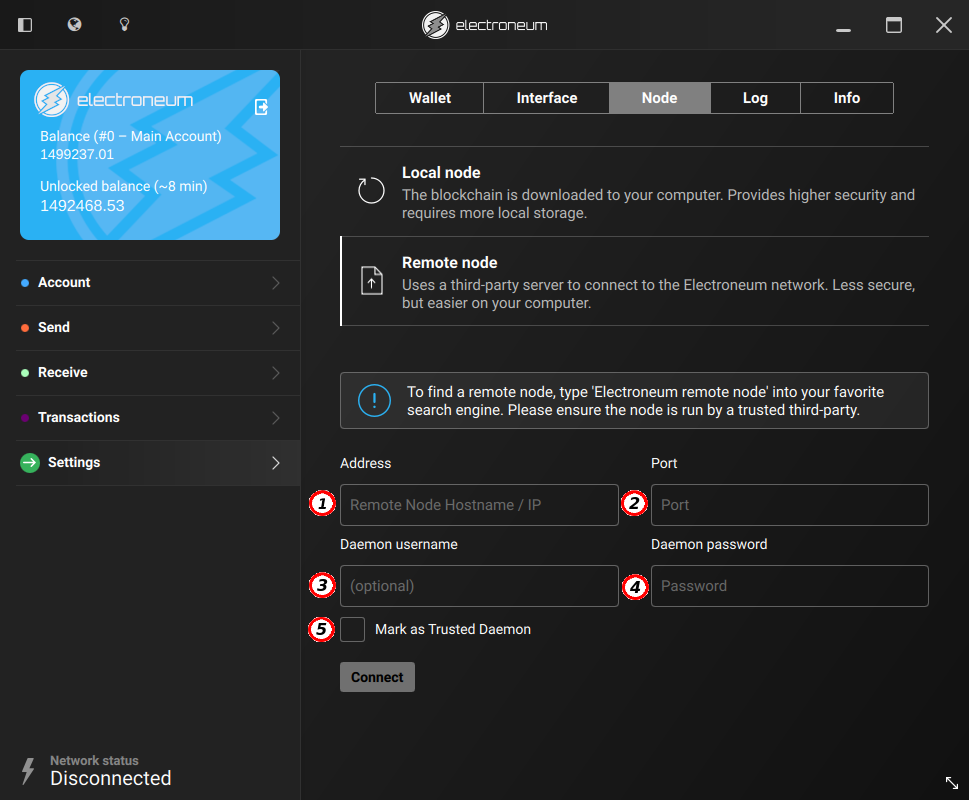 electroneum
electroneum
Balance (#0 – Main Account)
1499237.01
Unlocked balance (~8 min)
1492468.53
Account
Send
Receive
Transactions
Settings
Network status
Disconnected
Wallet Interface Node Log Info
Local node
The blockchain is downloaded to your computer. Provides higher security and
requires more local storage.
Remote node
Uses a third-party server to connect to the Electroneum network. Less secure,
but easier on your computer.
To find a remote node, type 'Electroneum remote node' into your favorite
search engine. Please ensure the node is run by a trusted third-party.
Address Port
1 Remote Node Hostname / IP 2 Port
Daemon username Daemon password
3 (optional) 4 Password
5 Mark as Trusted Daemon
Connect